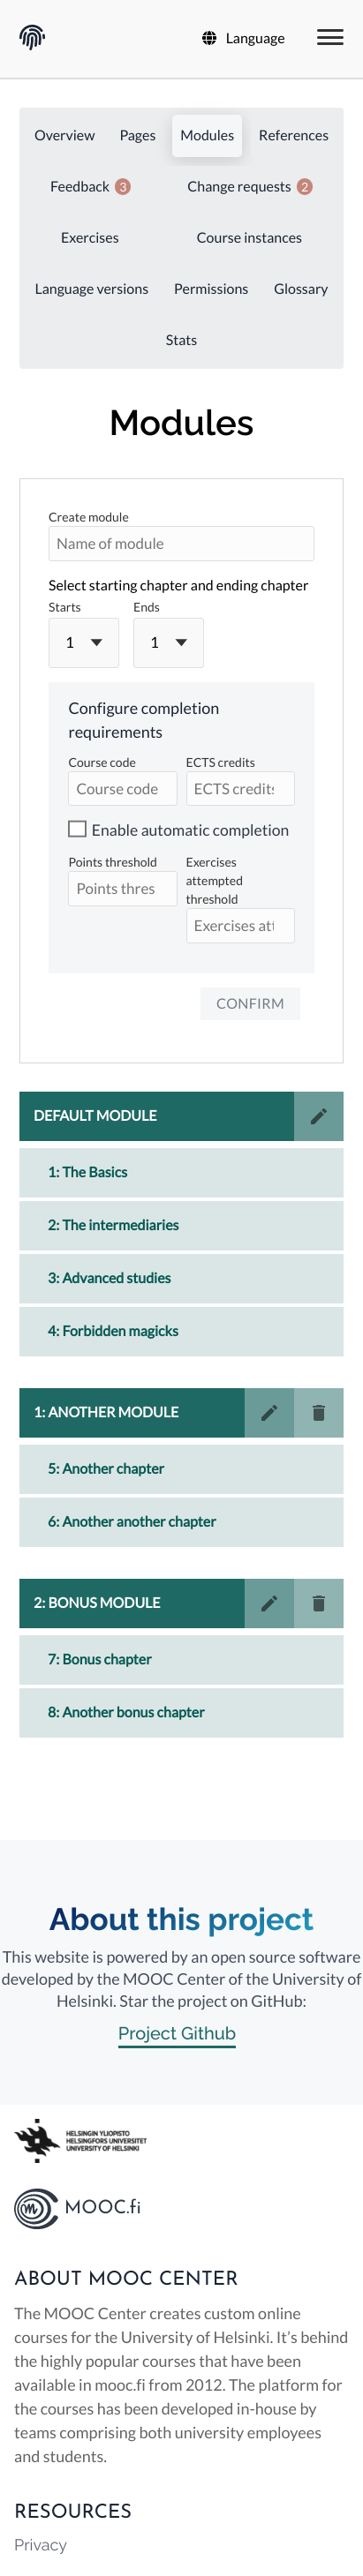 Language
Overview Pages Modules References
Feedback 3 Change requests 2
Exercises Course instances
Language versions Permissions Glossary
Stats
Modules
Create module
Name of module
Select starting chapter and ending chapter
Starts Ends
1 1
Configure completion
requirements
Course code ECTS credits
Course code ECTS credits
Enable automatic completion
Points threshold Exercises
attempted
threshold
Points thres
Exercises att
CONFIRM
DEFAULT MODULE
1: The Basics
2: The intermediaries
3: Advanced studies
4: Forbidden magicks
1: ANOTHER MODULE
5: Another chapter
6: Another another chapter
2: BONUS MODULE
7: Bonus chapter
8: Another bonus chapter
About this project
This website is powered by an open source software
developed by the MOOC Center of the University of
Helsinki. Star the project on GitHub:
Project Github
HELSINGIN YLIOPISTO
HELSINGFORS UNIVERSITET
UNIVERSITY OF HELSINKI
MOOC.fi
ABOUT MOOC CENTER
The MOOC Center creates custom online
courses for the University of Helsinki. It's behind
the highly popular courses that have been
available in mooc.fi from 2012. The platform for
the courses has been developed in-house by
teams comprising both university employees
and students.
RESOURCES
Privacy